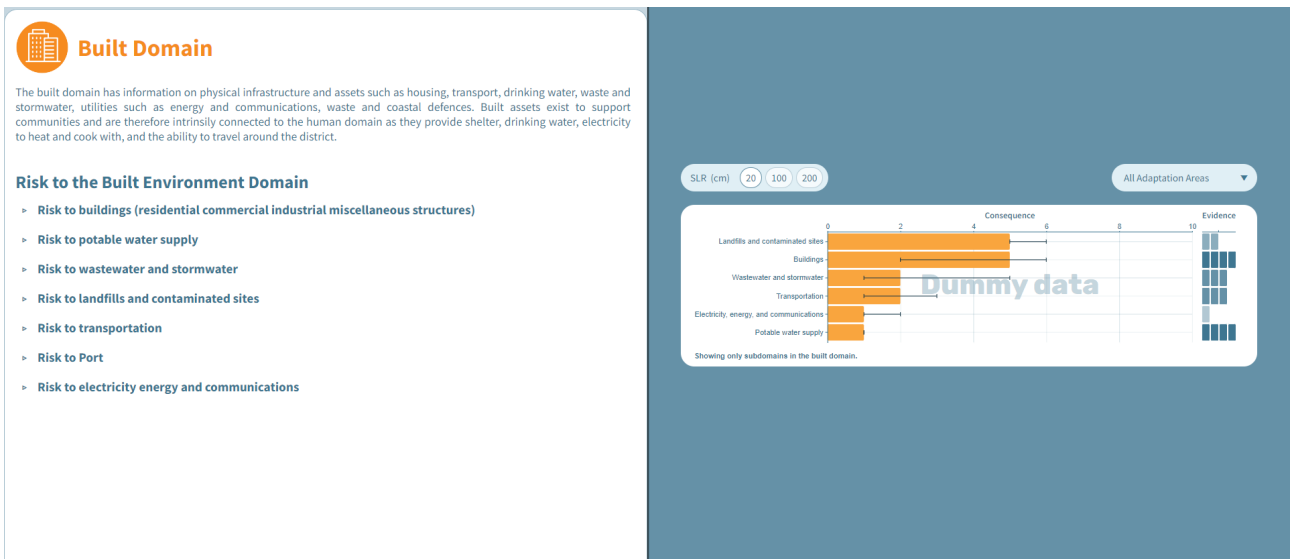 Built Domain
The built domain has information on physical infrastructure and assets such as housing, transport, drinking water, waste and
stormwater, utilities such as energy and communications, waste and coastal defences. Built assets exist to support
communities and are therefore intrinsily connected to the human domain as they provide shelter, drinking water, electricity
to heat and cook with, and the ability to travel around the district.
Risk to the Built Environment Domain
Risk to buildings (residential commercial industrial miscellaneous structures)
Risk to potable water supply
Risk to wastewater and stormwater
Risk to landfills and contaminated sites
Risk to transportation
Risk to Port
Risk to electricity energy and communications
SLR (cm) 20 100 200
All Adaptation Areas ▼
Consequence Evidence
0 2 4 6 8 10
Landfills and contaminated sites
Buildings
Wastewater and stormwater
Transportation
Electricity, energy, and communications
Potable water supply
Dummy data
Showing only subdomains in the built domain.